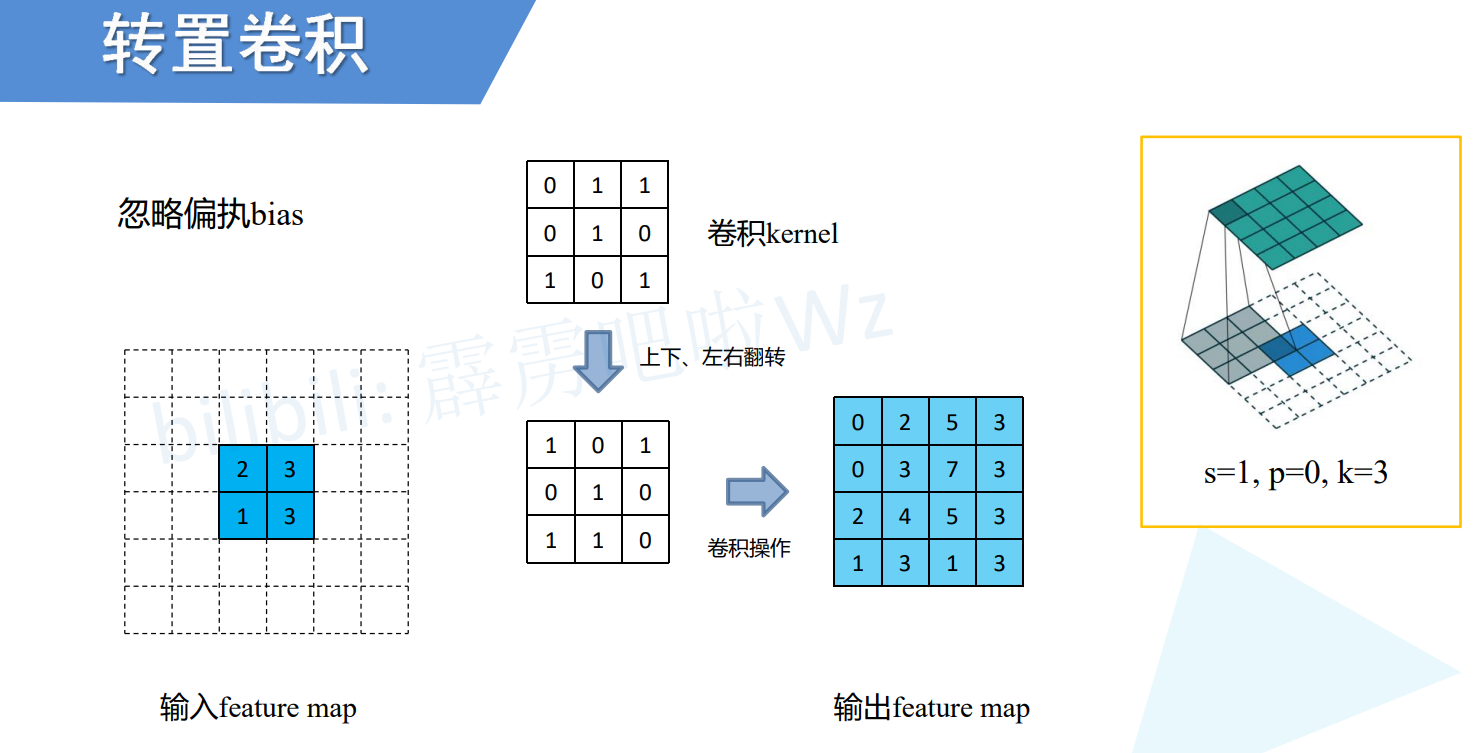 转置卷积
忽略偏执bias
0 1 1
0 1 0
1 0 1
卷积kernel
上下、左右翻转
bilibili: 霹雳吧啦Wz
2 3
1 3
1 0 1
0 1 0
1 1 0
卷积操作
0 2 5 3
0 3 7 3
2 4 5 3
1 3 1 3
s=1, p=0, k=3
输入feature map
输出feature map